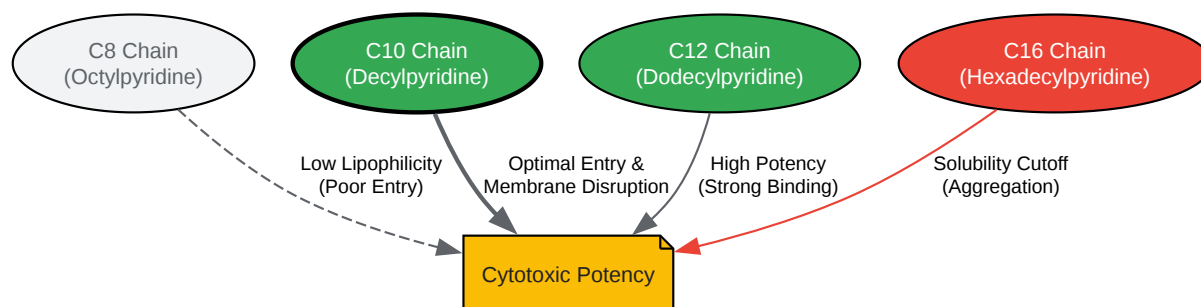 C8 Chain
(Octylpyridine)
C10 Chain
(Decylpyridine)
C12 Chain
(Dodecylpyridine)
C16 Chain
(Hexadecylpyridine)
Low Lipophilicity
(Poor Entry)
Optimal Entry &
Membrane Disruption
High Potency
(Strong Binding)
Solubility Cutoff
(Aggregation)
Cytotoxic Potency